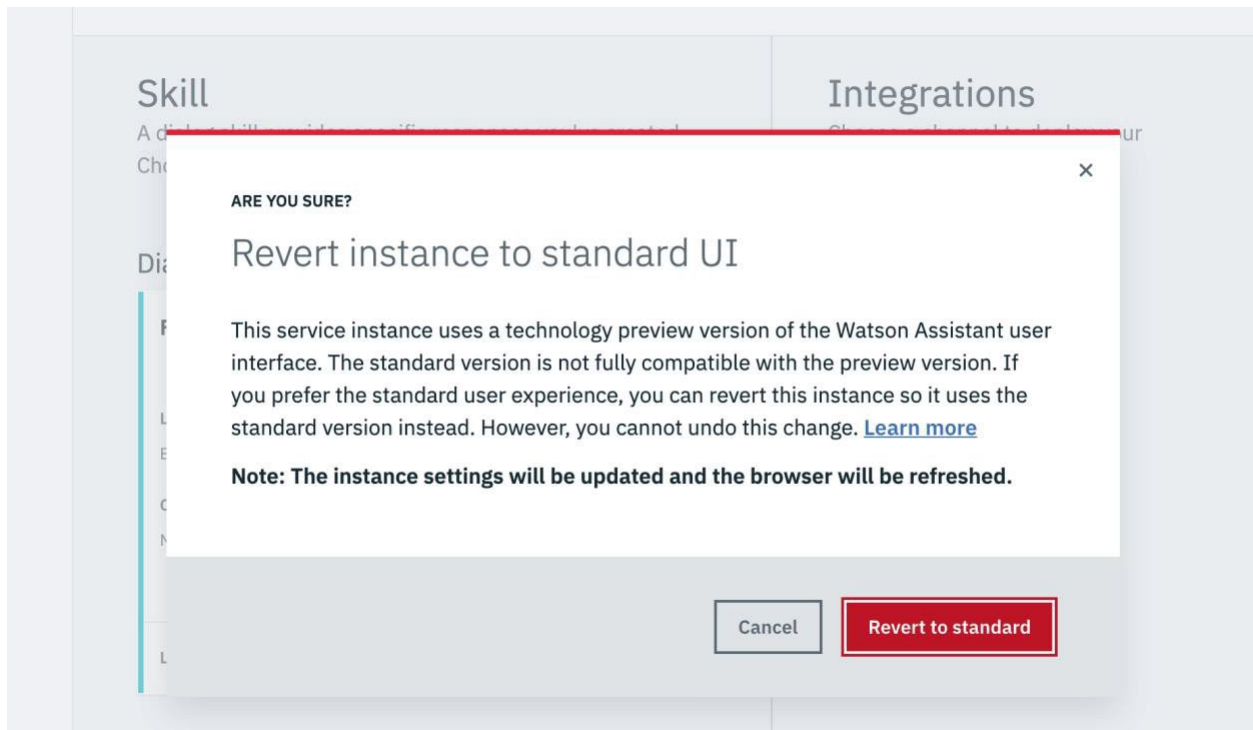 Skill
Integrations
A
ur
Cho
×
ARE YOU SURE?
Revert instance to standard UI
Dia
This service instance uses a technology preview version of the Watson Assistant user
interface. The standard version is not fully compatible with the preview version. If
you prefer the standard user experience, you can revert this instance so it uses the
standard version instead. However, you cannot undo this change. Learn more
Note: The instance settings will be updated and the browser will be refreshed.
Cancel
Revert to standard
L